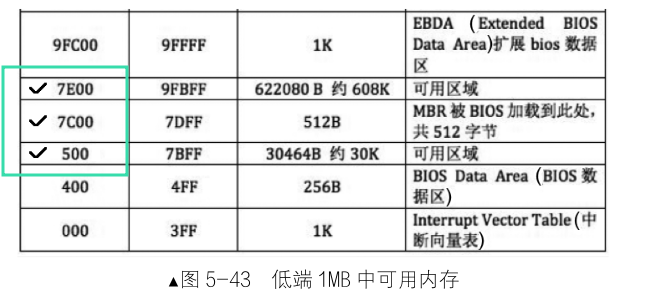 9FC00 9FFFF 1K EBDA (Extended BIOS
Data Area)扩展 bios 数据
区
✓ 7E00 9FBFF 622080 B 约 608K 可用区域
✓ 7C00 7DFF 512B MBR 被 BIOS 加载到此处，
共 512 字节
✓ 500 7BFF 30464B 约 30K 可用区域
400 4FF 256B BIOS Data Area (BIOS 数
据区)
000 3FF 1K Interrupt Vector Table (中
断向量表)
▲图 5-43 低端 1MB 中可用内存